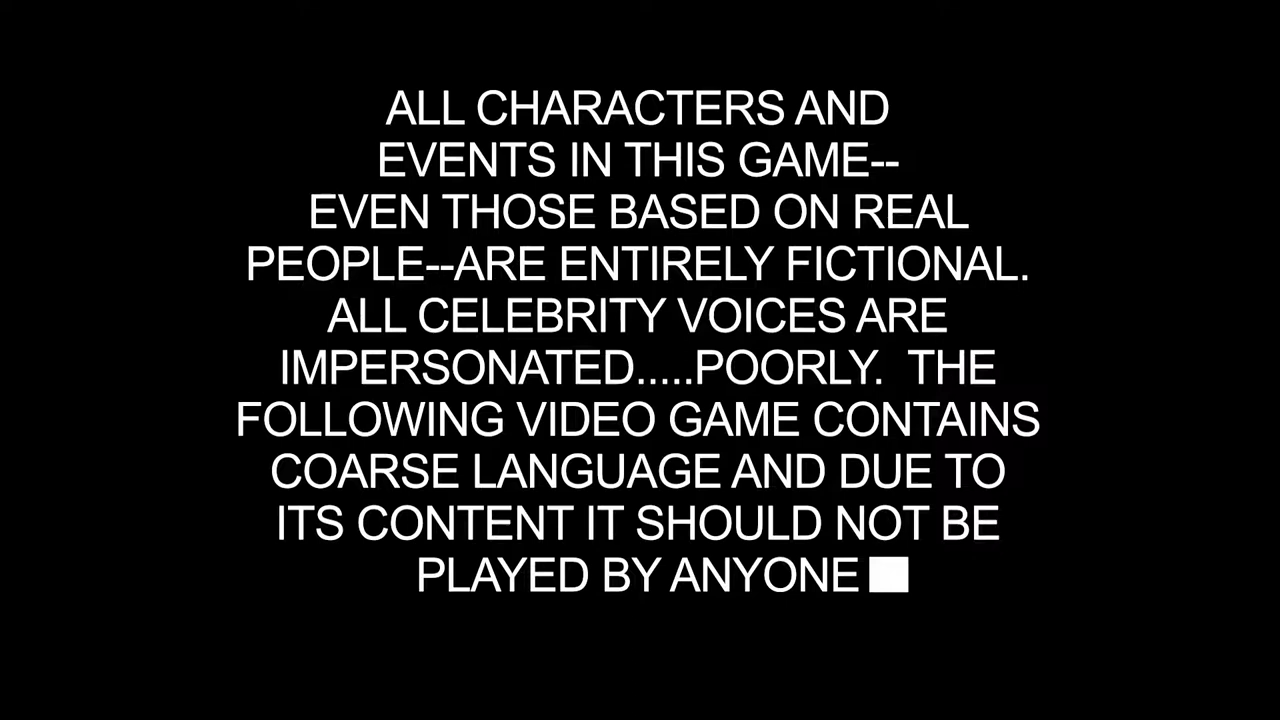 ALL CHARACTERS AND
EVENTS IN THIS GAME--
EVEN THOSE BASED ON REAL
PEOPLE--ARE ENTIRELY FICTIONAL.
ALL CELEBRITY VOICES ARE
IMPERSONATED.....POORLY.  THE
FOLLOWING VIDEO GAME CONTAINS
COARSE LANGUAGE AND DUE TO
ITS CONTENT IT SHOULD NOT BE
PLAYED BY ANYONE